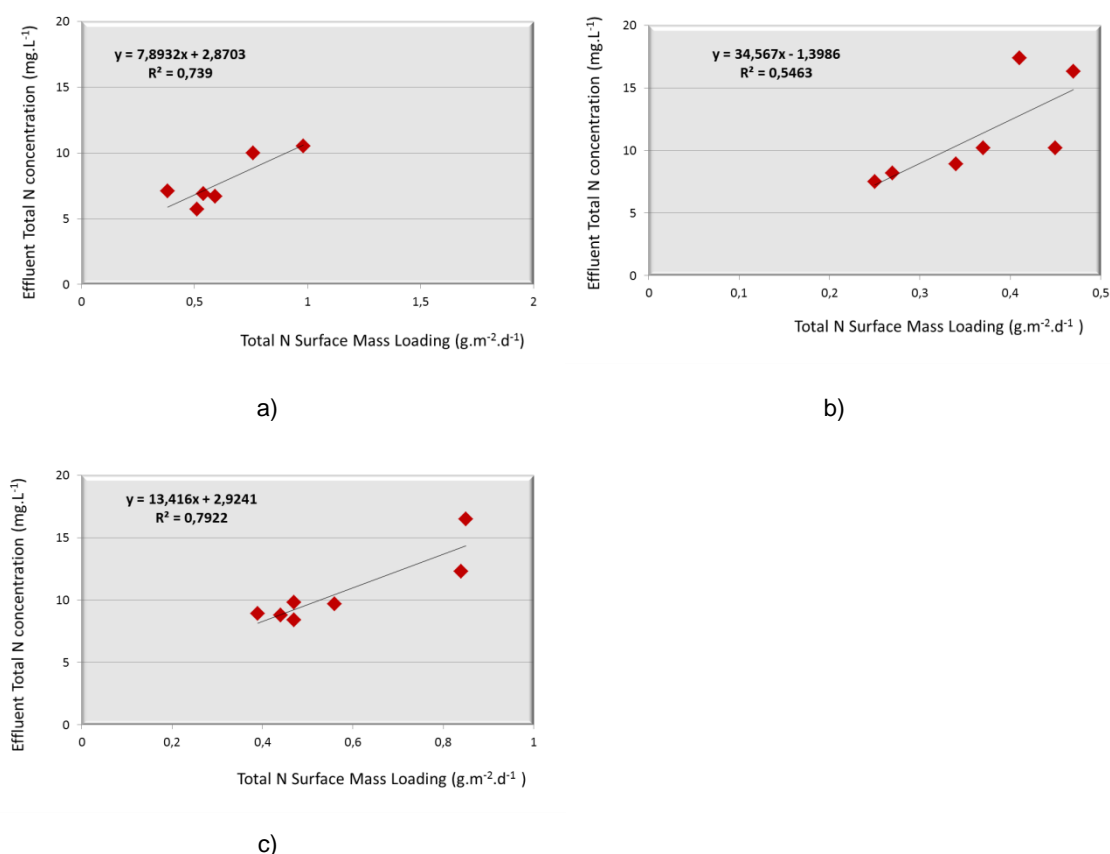 y = 7,8932x + 2,8703
R² = 0,739
Effluent Total N concentration (mg.L⁻¹)
20
15
10
5
0
0 0,5 1 1,5 2
Total N Surface Mass Loading (g.m⁻².d⁻¹)
a)
y = 34,567x - 1,3986
R² = 0,5463
Effluent Total N concentration (mg.L⁻¹)
20
15
10
5
0
0 0,1 0,2 0,3 0,4 0,5
Total N Surface Mass Loading (g.m⁻².d⁻¹ )
b)
y = 13,416x + 2,9241
R² = 0,7922
Effluent Total N concentration (mg.L⁻¹)
20
15
10
5
0
0 0,2 0,4 0,6 0,8 1
Total N Surface Mass Loading (g.m⁻².d⁻¹ )
c)